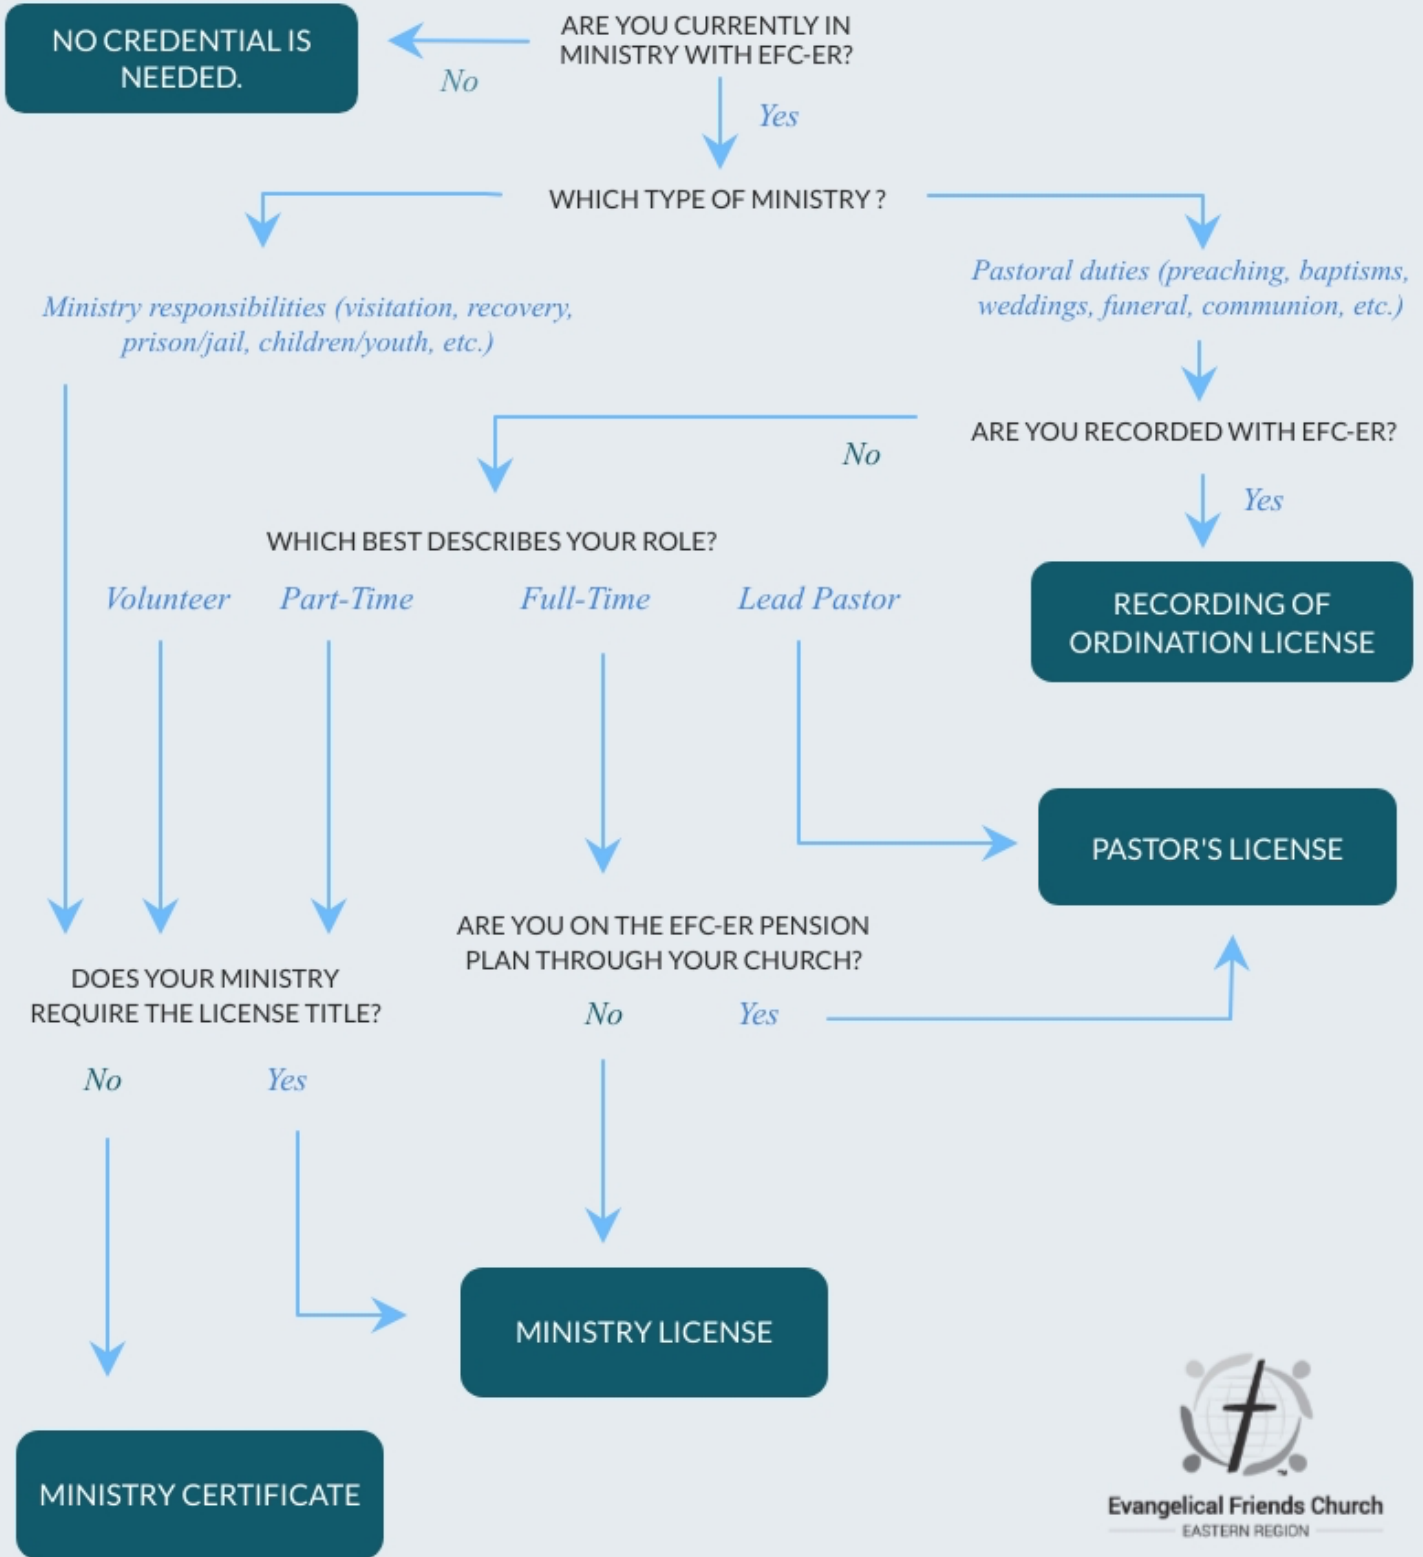 NO CREDENTIAL IS
NEEDED.
ARE YOU CURRENTLY IN
MINISTRY WITH EFC-ER?
No
Yes
WHICH TYPE OF MINISTRY ?
Ministry responsibilities (visitation, recovery,
prison/jail, children/youth, etc.)
Pastoral duties (preaching, baptisms,
weddings, funeral, communion, etc.)
ARE YOU RECORDED WITH EFC-ER?
No
Yes
RECORDING OF
ORDINATION LICENSE
WHICH BEST DESCRIBES YOUR ROLE?
Volunteer
Part-Time
Full-Time
Lead Pastor
PASTOR'S LICENSE
ARE YOU ON THE EFC-ER PENSION
PLAN THROUGH YOUR CHURCH?
No
Yes
DOES YOUR MINISTRY
REQUIRE THE LICENSE TITLE?
No
Yes
MINISTRY LICENSE
MINISTRY CERTIFICATE
Evangelical Friends Church
EASTERN REGION